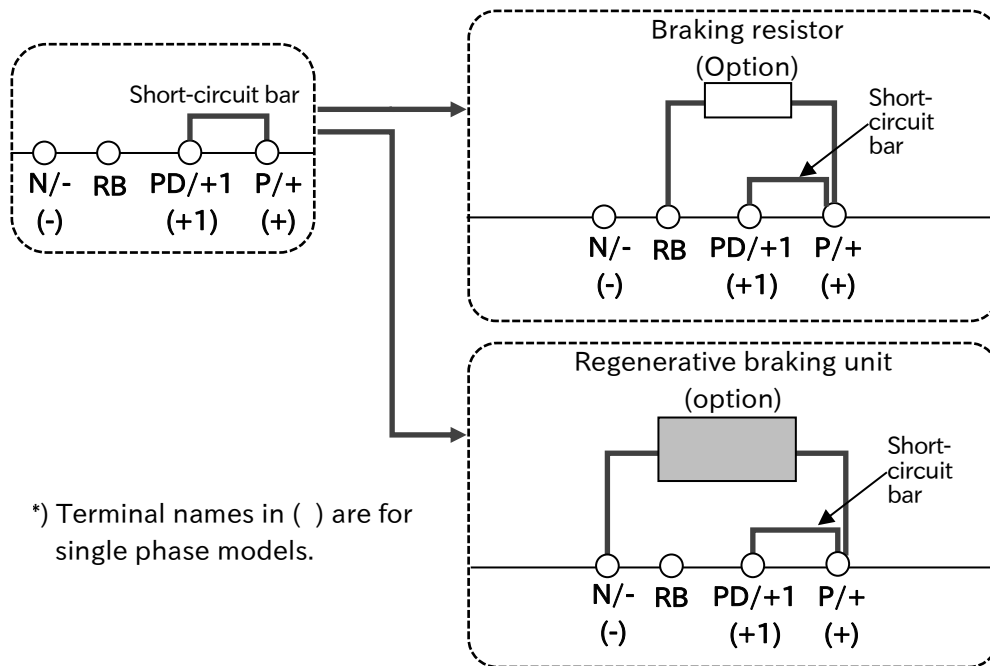 Short-circuit bar
N/- RB PD/+1 P/+
(-) (+1) (+)
Braking resistor
(Option)
Short-
circuit
bar
N/- RB PD/+1 P/+
(-) (+1) (+)
Regenerative braking unit
(option)
Short-
circuit
bar
N/- RB PD/+1 P/+
(-) (+1) (+)
*) Terminal names in ( ) are for
single phase models.